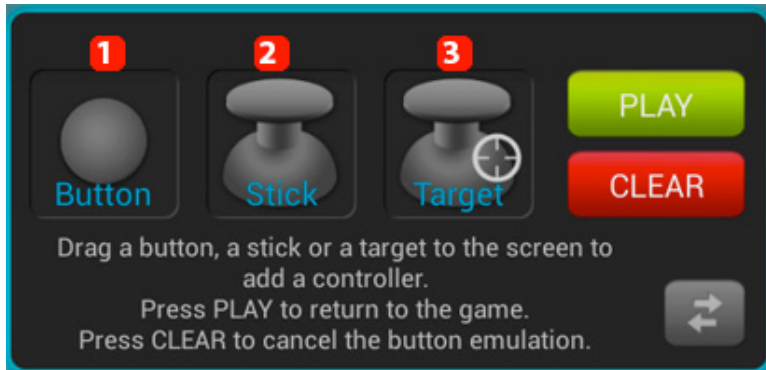 1 2 3
Button Stick Target
PLAY
CLEAR
Drag a button, a stick or a target to the screen to
add a controller.
Press PLAY to return to the game.
Press CLEAR to cancel the button emulation.